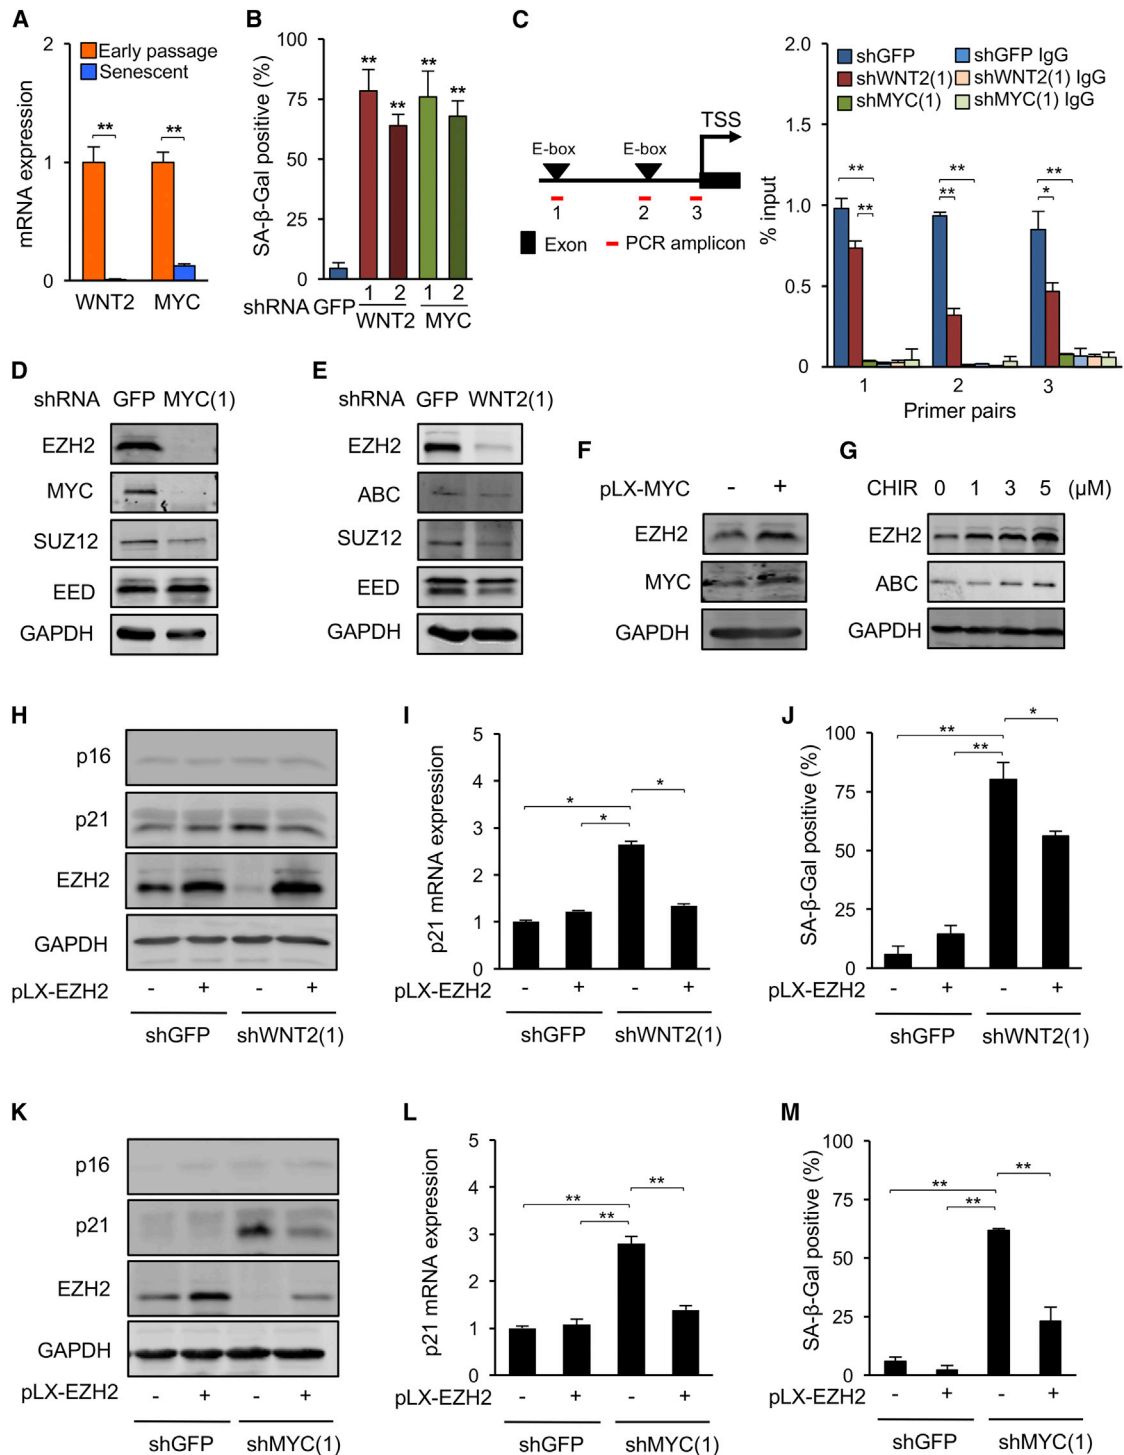 A
mRNA expression
2
1
0
Early passage
Senescent
**
**
WNT2 MYC
B
SA-β-Gal positive (%)
100
75
50
25
0
** ** ** **
1 2 1 2
shRNA GFP WNT2 MYC
C
TSS
E-box E-box
1 2 3
Exon PCR amplicon
% input
2.0
1.5
1.0
0.5
0
shGFP shGFP IgG
shWNT2(1) shWNT2(1) IgG
shMYC(1) shMYC(1) IgG
** ** **
** ** *
1 2 3
Primer pairs
D
shRNA GFP MYC(1)
EZH2
MYC
SUZ12
EED
GAPDH
E
shRNA GFP WNT2(1)
EZH2
ABC
SUZ12
EED
GAPDH
F
pLX-MYC - +
EZH2
MYC
GAPDH
G
CHIR 0 1 3 5 (μM)
EZH2
ABC
GAPDH
H
p16
p21
EZH2
GAPDH
pLX-EZH2 - + - +
shGFP shWNT2(1)
I
p21 mRNA expression
5
4
3
2
1
0
*
*
*
pLX-EZH2 - + - +
shGFP shWNT2(1)
J
SA-β-Gal positive (%)
100
75
50
25
0
*
**
**
pLX-EZH2 - + - +
shGFP shWNT2(1)
K
p16
p21
EZH2
GAPDH
pLX-EZH2 - + - +
shGFP shMYC(1)
L
p21 mRNA expression
5
4
3
2
1
0
**
**
**
pLX-EZH2 - + - +
shGFP shMYC(1)
M
SA-β-Gal positive (%)
100
75
50
25
0
**
**
**
pLX-EZH2 - + - +
shGFP shMYC(1)